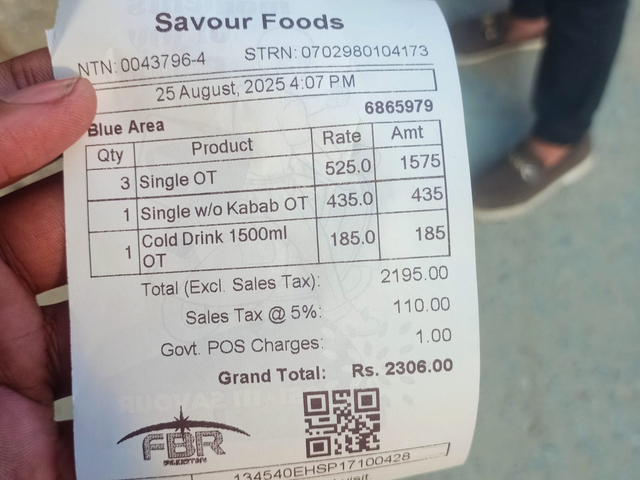 Savour Foods
NTN: 0043796-4 STRN: 0702980104173
25 August, 2025 4:07 PM
6865979
Blue Area
Qty Product Rate Amt
3 Single OT 525.0 1575
1 Single w/o Kabab OT 435.0 435
1 Cold Drink 1500ml OT 185.0 185
Total (Excl. Sales Tax): 2195.00
Sales Tax @ 5%: 110.00
Govt. POS Charges: 1.00
Grand Total: Rs. 2306.00
FBR
PAKISTAN
134540EHSP17100428